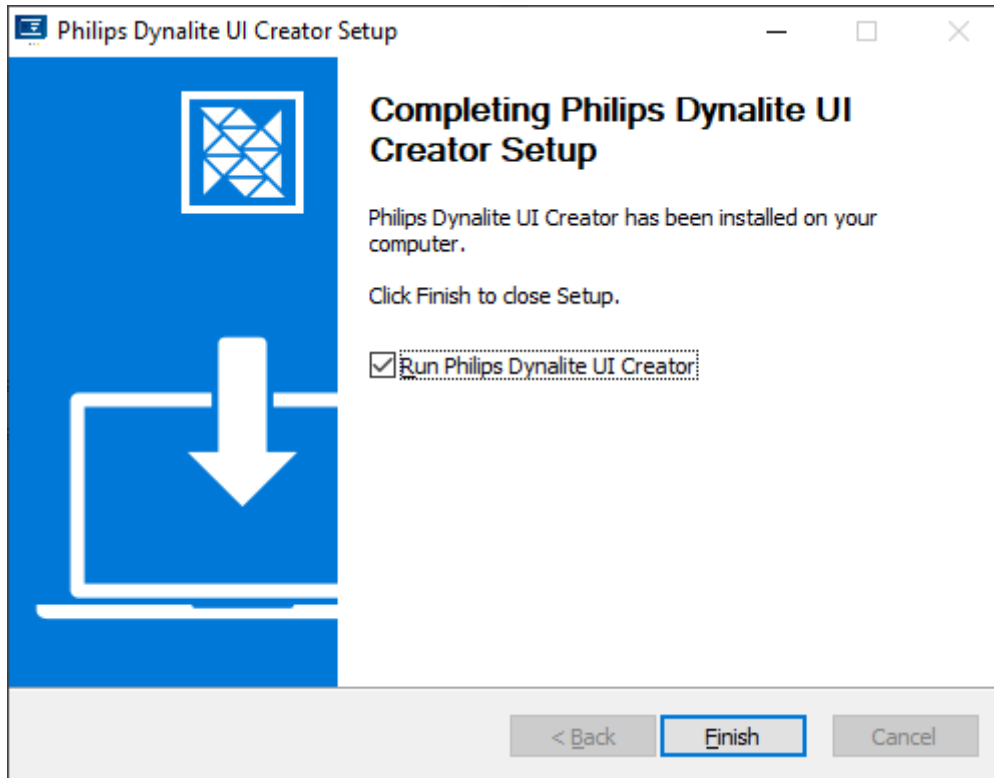 Philips Dynalite UI Creator Setup
Completing Philips Dynalite UI
Creator Setup
Philips Dynalite UI Creator has been installed on your
computer.
Click Finish to close Setup.
Run Philips Dynalite UI Creator
< Back
Finish
Cancel